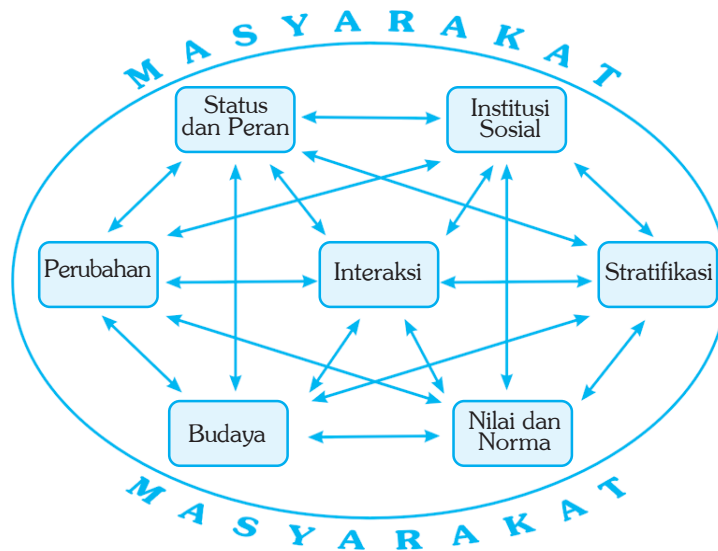 MASYARAKAT
Status
dan Peran
Institusi
Sosial
Perubahan
Interaksi
Stratifikasi
Budaya
Nilai dan
Norma
MASYARAKAT